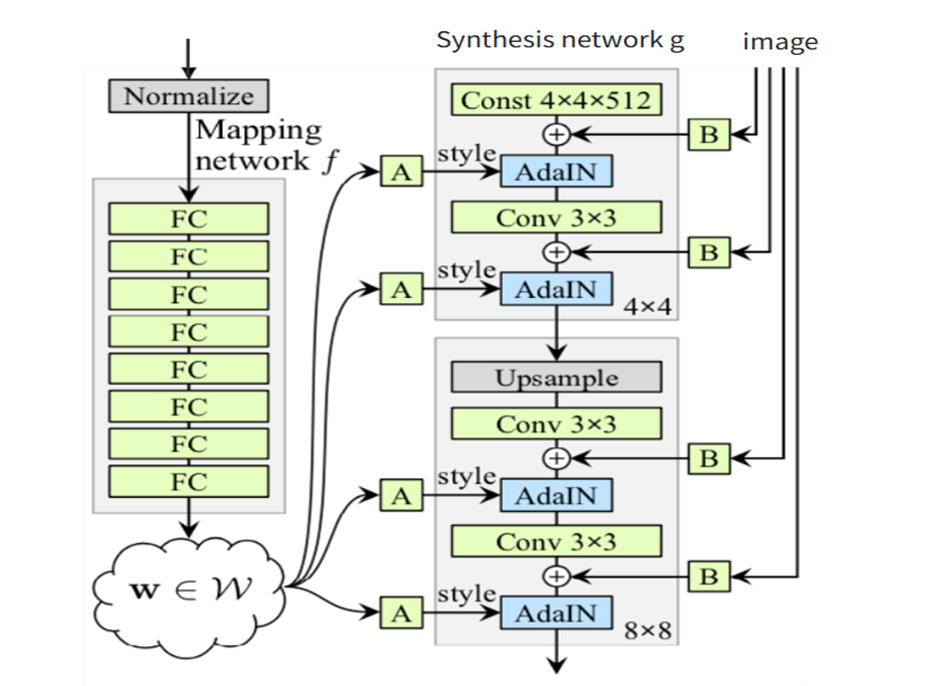 Synthesis network g
image
Normalize
Mapping
network f
FC
FC
FC
FC
FC
FC
FC
FC
w ∈ W
A
A
A
A
style
style
style
style
Const 4×4×512
AdaIN
Conv 3×3
AdaIN
4×4
Upsample
Conv 3×3
AdaIN
Conv 3×3
AdaIN
8×8
B
B
B
B